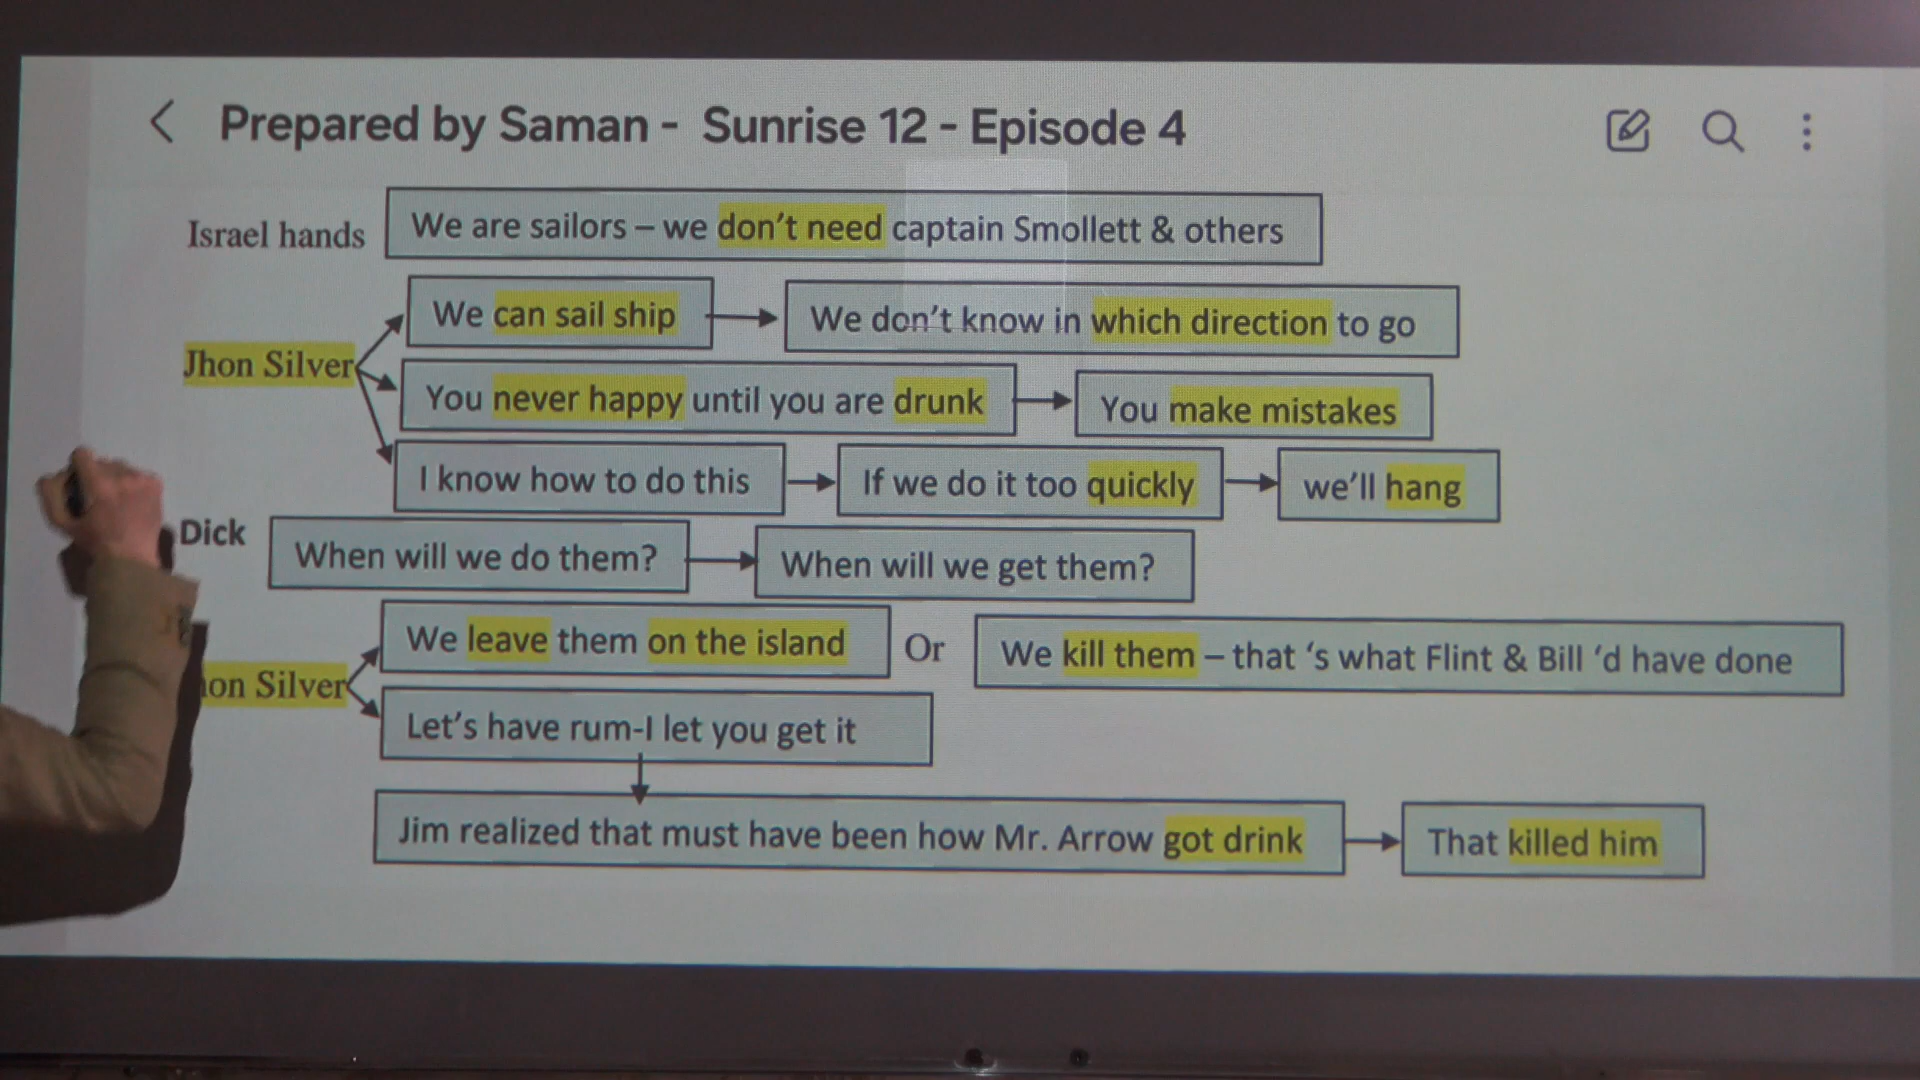 Prepared by Saman - Sunrise 12 - Episode 4
Israel hands We are sailors – we don't need captain Smollett & others
We can sail ship We don't know in which direction to go
Jhon Silver
You never happy until you are drunk You make mistakes
I know how to do this If we do it too quickly we'll hang
Dick When will we do them? When will we get them?
We leave them on the island Or We kill them – that 's what Flint & Bill 'd have done
on Silver
Let's have rum-I let you get it
Jim realized that must have been how Mr. Arrow got drink That killed him